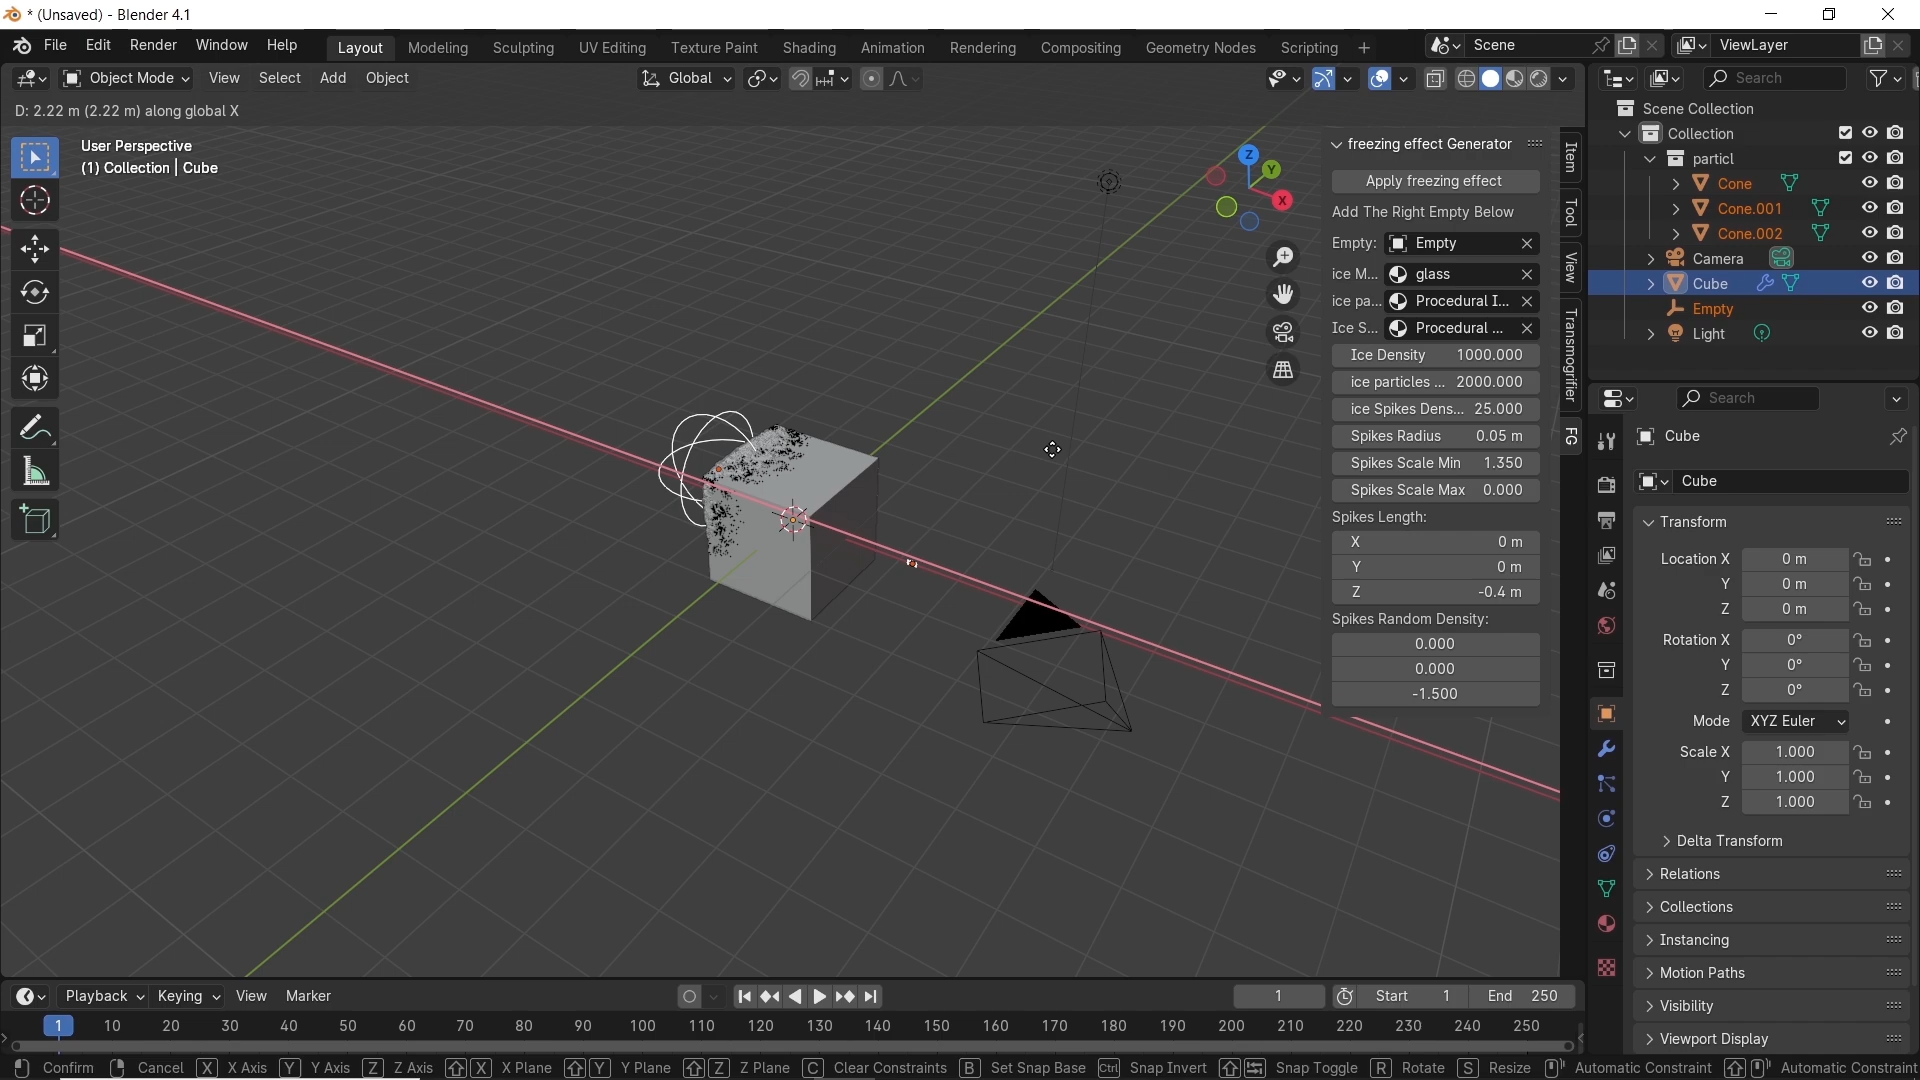 * (Unsaved) - Blender 4.1
File Edit Render Window Help
Layout Modeling Sculpting UV Editing Texture Paint Shading Animation Rendering Compositing Geometry Nodes Scripting +
Scene
ViewLayer
Object Mode View Select Add Object
Global
Search
D: 2.22 m (2.22 m) along global X
User Perspective
(1) Collection | Cube
Z
Y
X
freezing effect Generator
Apply freezing effect
Add The Right Empty Below
Empty: Empty
ice M... glass
ice pa... Procedural I...
Ice S... Procedural ...
Ice Density 1000.000
ice particles ... 2000.000
ice Spikes Dens... 25.000
Spikes Radius 0.05 m
Spikes Scale Min 1.350
Spikes Scale Max 0.000
Spikes Length:
X 0 m
Y 0 m
Z -0.4 m
Spikes Random Density:
0.000
0.000
-1.500
Item
Tool
View
Transmogrifier
FG
Scene Collection
Collection
particl
Cone
Cone.001
Cone.002
Camera
Cube
Empty
Light
Search
Cube
Cube
Transform
Location X 0 m
Y 0 m
Z 0 m
Rotation X 0°
Y 0°
Z 0°
Mode XYZ Euler
Scale X 1.000
Y 1.000
Z 1.000
Delta Transform
Relations
Collections
Instancing
Motion Paths
Visibility
Viewport Display
Playback Keying View Marker
1
Start 1
End 250
1 10 20 30 40 50 60 70 80 90 100 110 120 130 140 150 160 170 180 190 200 210 220 230 240 250
Confirm Cancel X X Axis Y Y Axis Z Z Axis X X Plane Y Y Plane Z Z Plane C Clear Constraints B Set Snap Base Ctrl Snap Invert Snap Toggle R Rotate S Resize Automatic Constraint Automatic Constraint